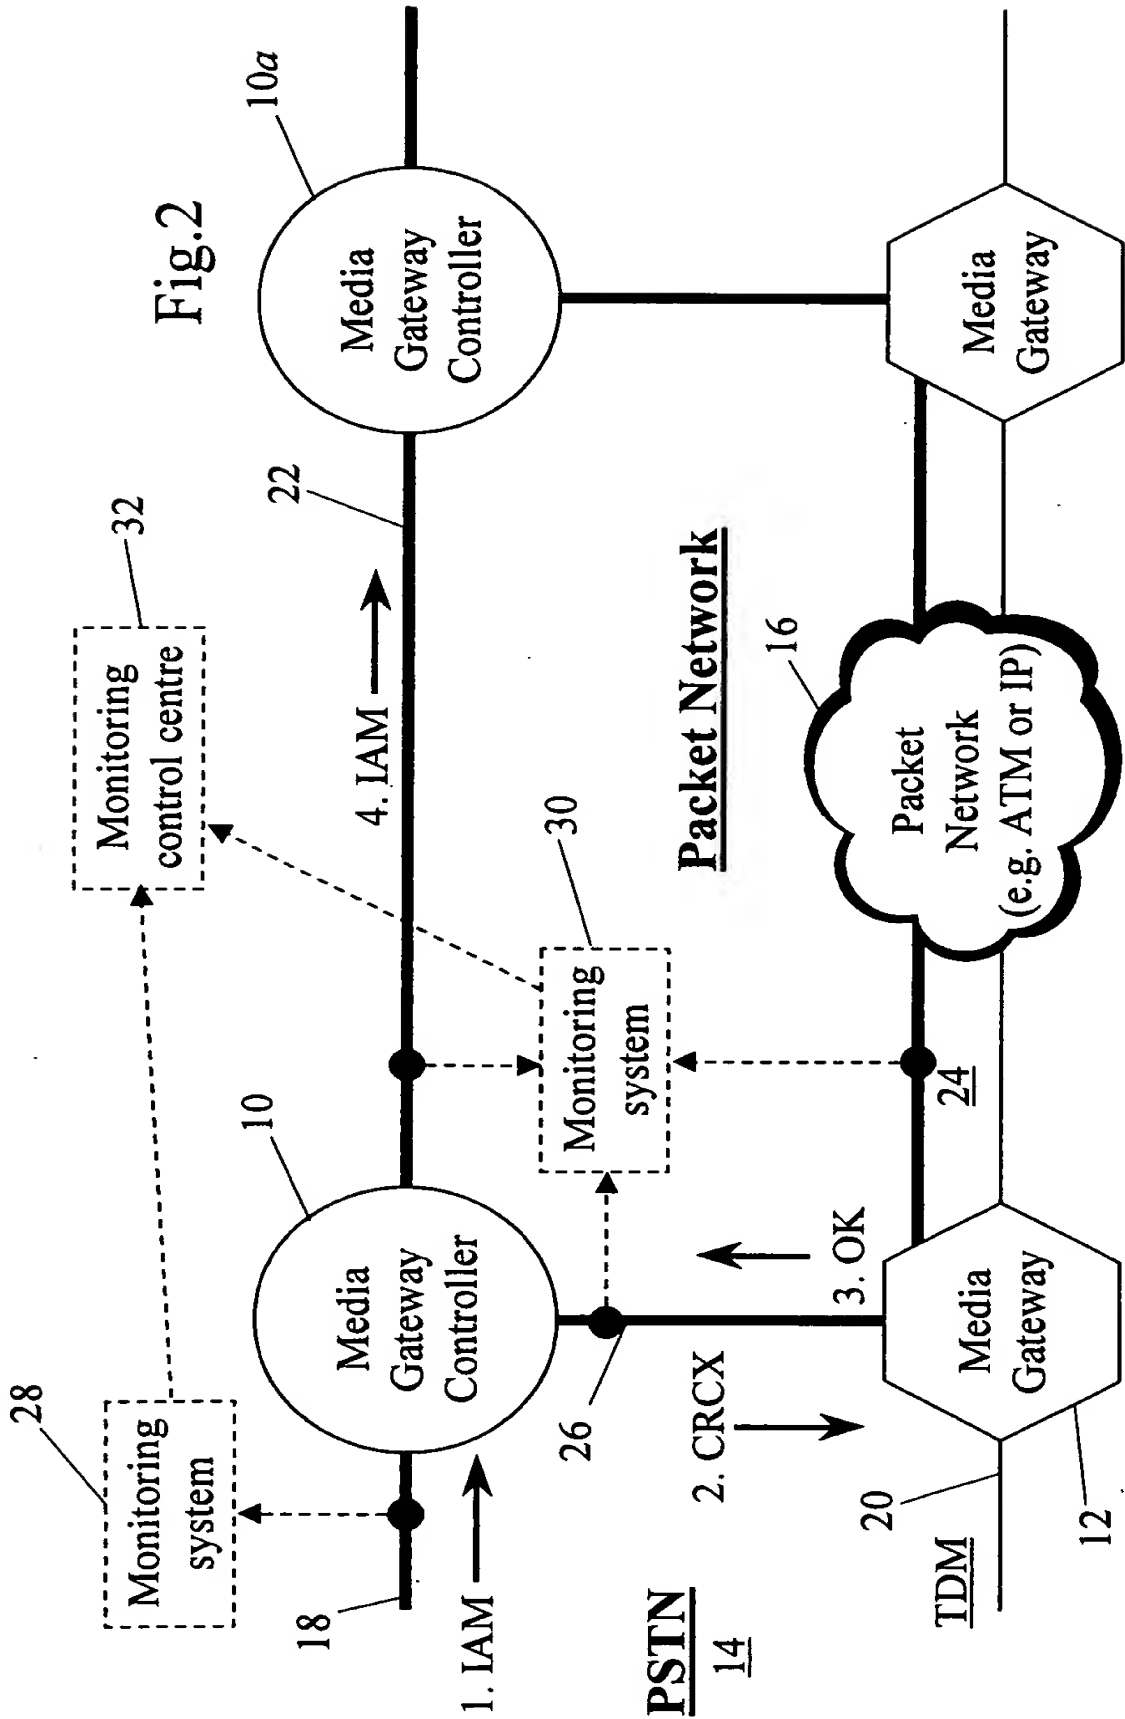 Fig.2
28
Monitoring
system
32
Monitoring
control centre
10a
Media
Gateway
Controller
22
4. IAM
10
Media
Gateway
Controller
18
1. IAM
30
Monitoring
system
26
2. CRCX
3. OK
PSTN
14
Packet Network
16
Packet
Network
(e.g. ATM or IP)
24
TDM
20
12
Media
Gateway
Media
Gateway